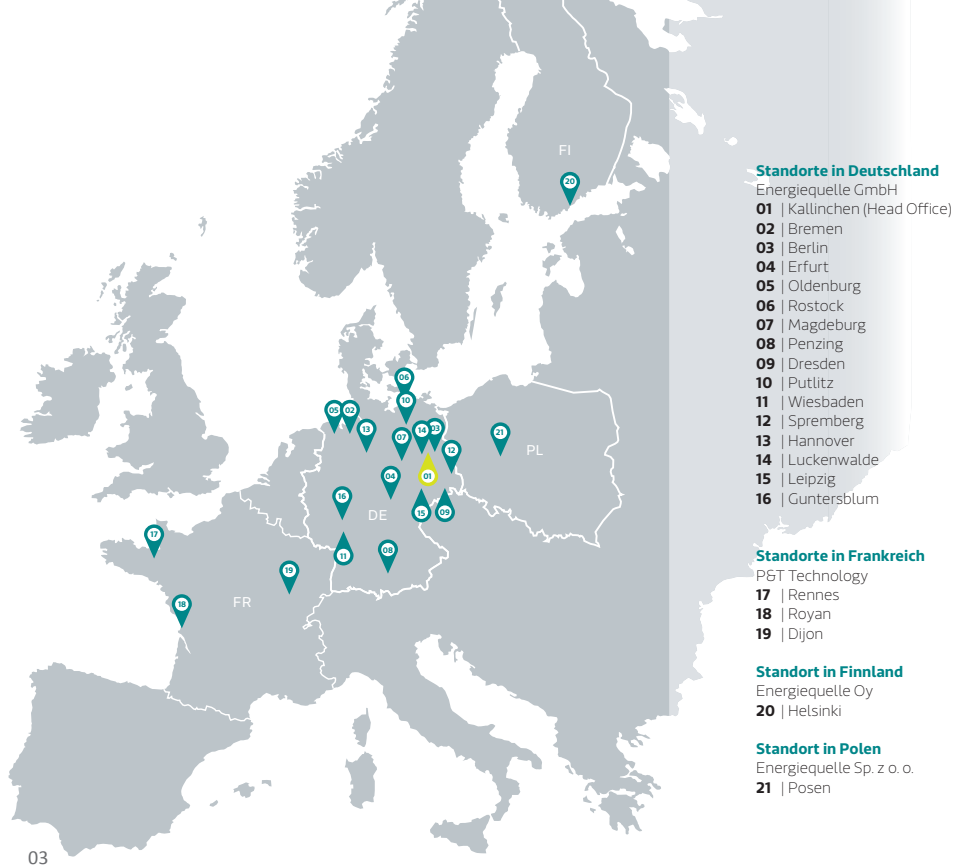 FI
20
06
05
02
10
13
07
14
03
21
12
PL
04
01
16
DE
15
09
17
11
08
19
FR
18
Standorte in Deutschland
Energiequelle GmbH
01 | Kallinchen (Head Office)
02 | Bremen
03 | Berlin
04 | Erfurt
05 | Oldenburg
06 | Rostock
07 | Magdeburg
08 | Penzing
09 | Dresden
10 | Putlitz
11 | Wiesbaden
12 | Spremberg
13 | Hannover
14 | Luckenwalde
15 | Leipzig
16 | Guntersblum
Standorte in Frankreich
P&T Technology
17 | Rennes
18 | Royan
19 | Dijon
Standort in Finnland
Energiequelle Oy
20 | Helsinki
Standort in Polen
Energiequelle Sp. z o. o.
21 | Posen
03